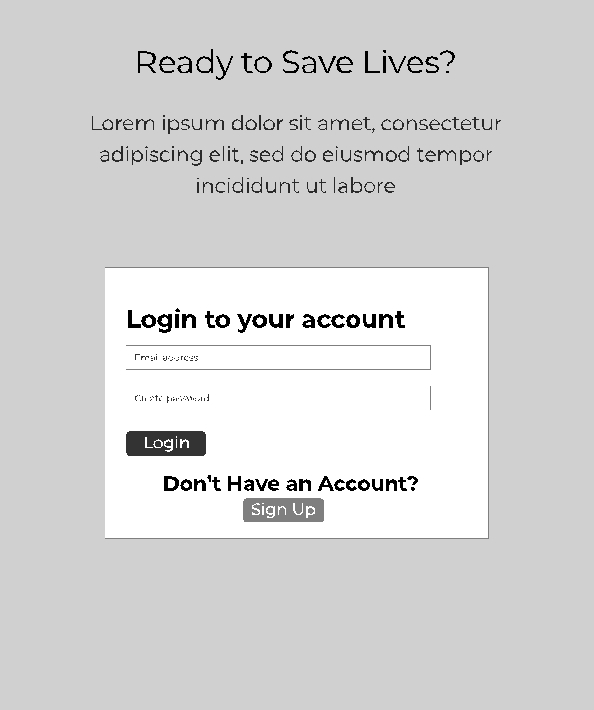 Ready to Save Lives?
Lorem ipsum dolor sit amet, consectetur
adipiscing elit, sed do eiusmod tempor
incididunt ut labore
Login to your account
Email address
Create password
Login
Don't Have an Account?
Sign Up